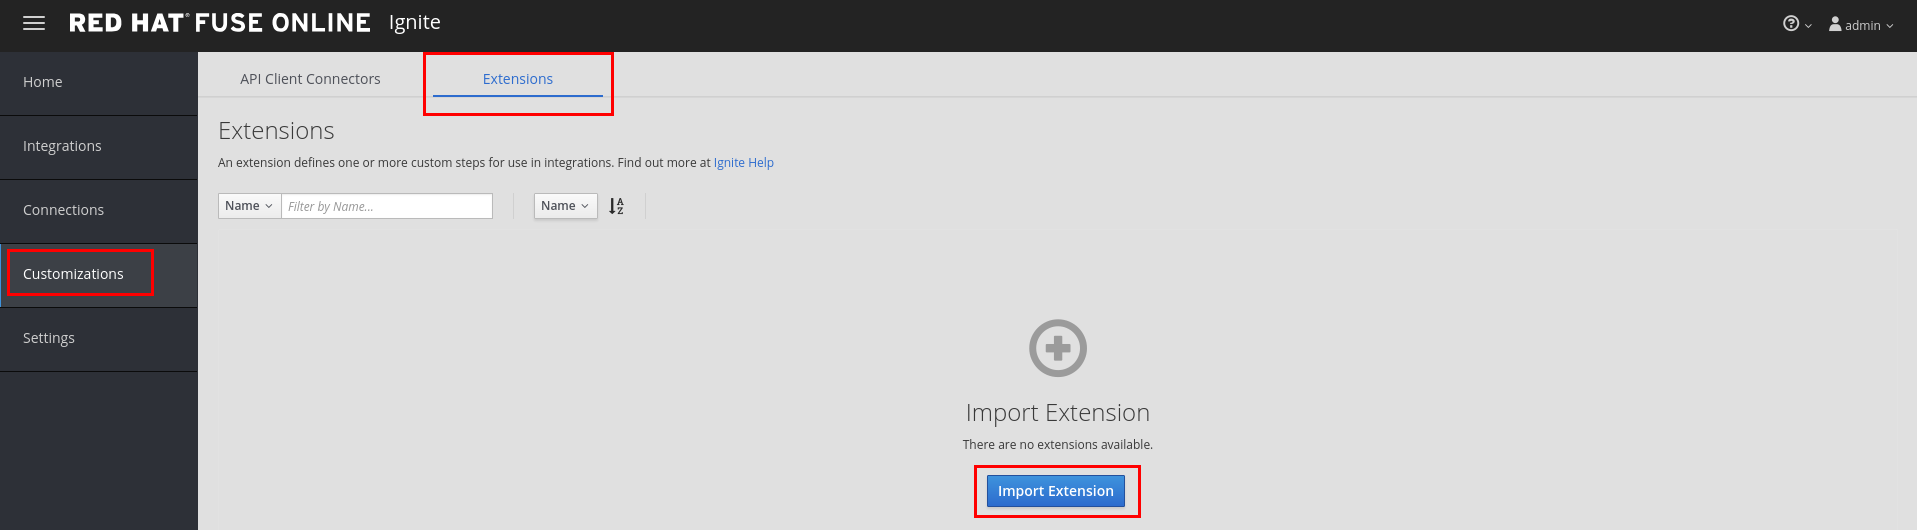 RED HAT® FUSE ONLINE Ignite
admin
Home
Integrations
Connections
Customizations
Settings
API Client Connectors Extensions
Extensions
An extension defines one or more custom steps for use in integrations. Find out more at Ignite Help
Name Filter by Name... Name AZ
Import Extension
There are no extensions available.
Import Extension